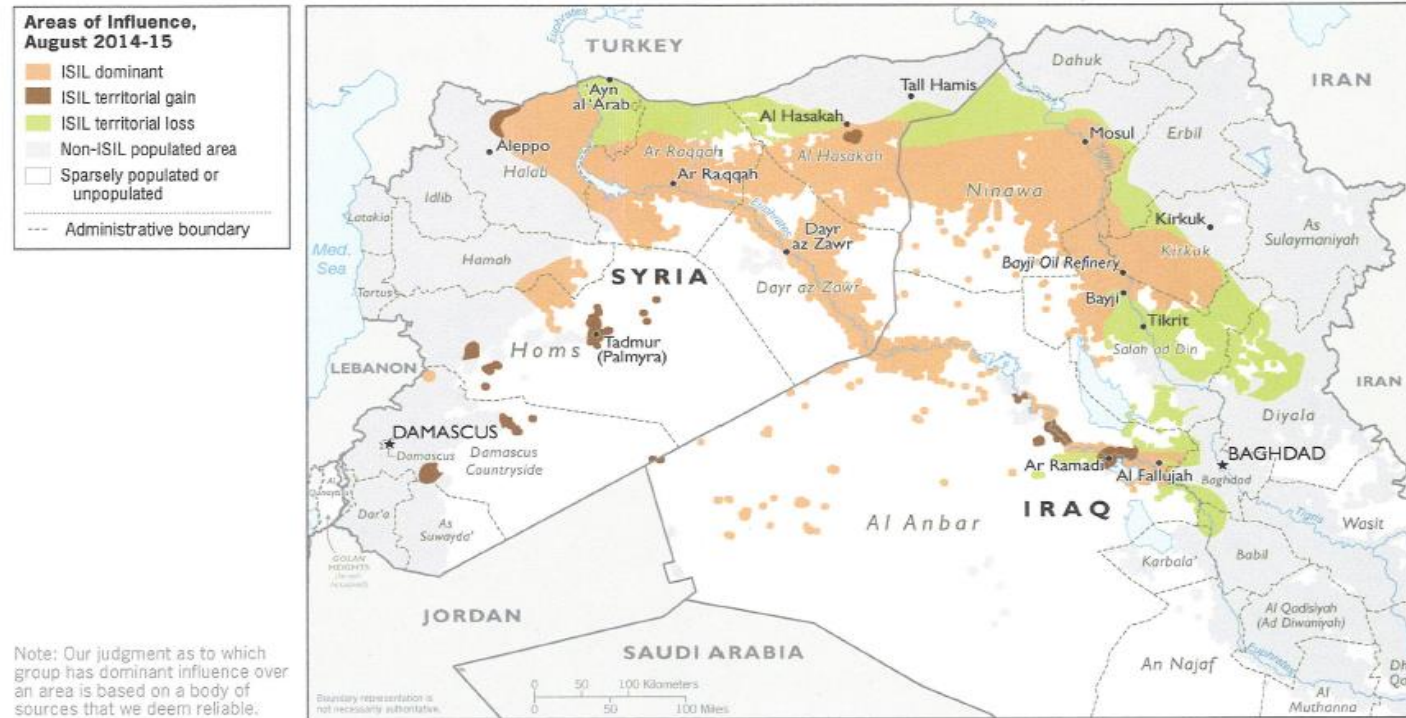 Areas of Influence,
August 2014-15
ISIL dominant
ISIL territorial gain
ISIL territorial loss
Non-ISIL populated area
Sparsely populated or
unpopulated
Administrative boundary
Note: Our judgment as to which
group has dominant influence over
an area is based on a body of
sources that we deem reliable.
Euphrates
Tigris
TURKEY
IRAN
Dahuk
Ayn
al 'Arab
Tall Hamis
Al Hasakah
Mosul
Erbil
Aleppo
Halab
Ar Raqqah
Al Hasakah
Ar Raqqah
Ninawa
Idlib
Latakia
Kirkuk
As
Sulaymaniyah
Euphrates
Dayr
az Zawr
Kirkuk
Med.
Sea
Hamah
SYRIA
Bayji Oil Refinery
Dayr az Zawr
Tartus
Bayji
Tikrit
Tadmur
(Palmyra)
Homs
Salah ad Din
LEBANON
IRAN
Diyala
DAMASCUS
Damascus
Damascus
Countryside
BAGHDAD
Baghdad
Ar Ramadi
Al Fallujah
Al
Dar'a
As
Suwayda'
Al Anbar
IRAQ
Tigris
Wasit
GOLAN
HEIGHTS
Karbala'
Babil
JORDAN
Al Qadisiyah
(Ad Diwaniyah)
SAUDI ARABIA
An Najaf
Euphrates
Al
Muthanna
Dh
Qa
0 50 100 Kilometers
0 50 100 Miles
Boundary representation is
not necessarily authoritative.